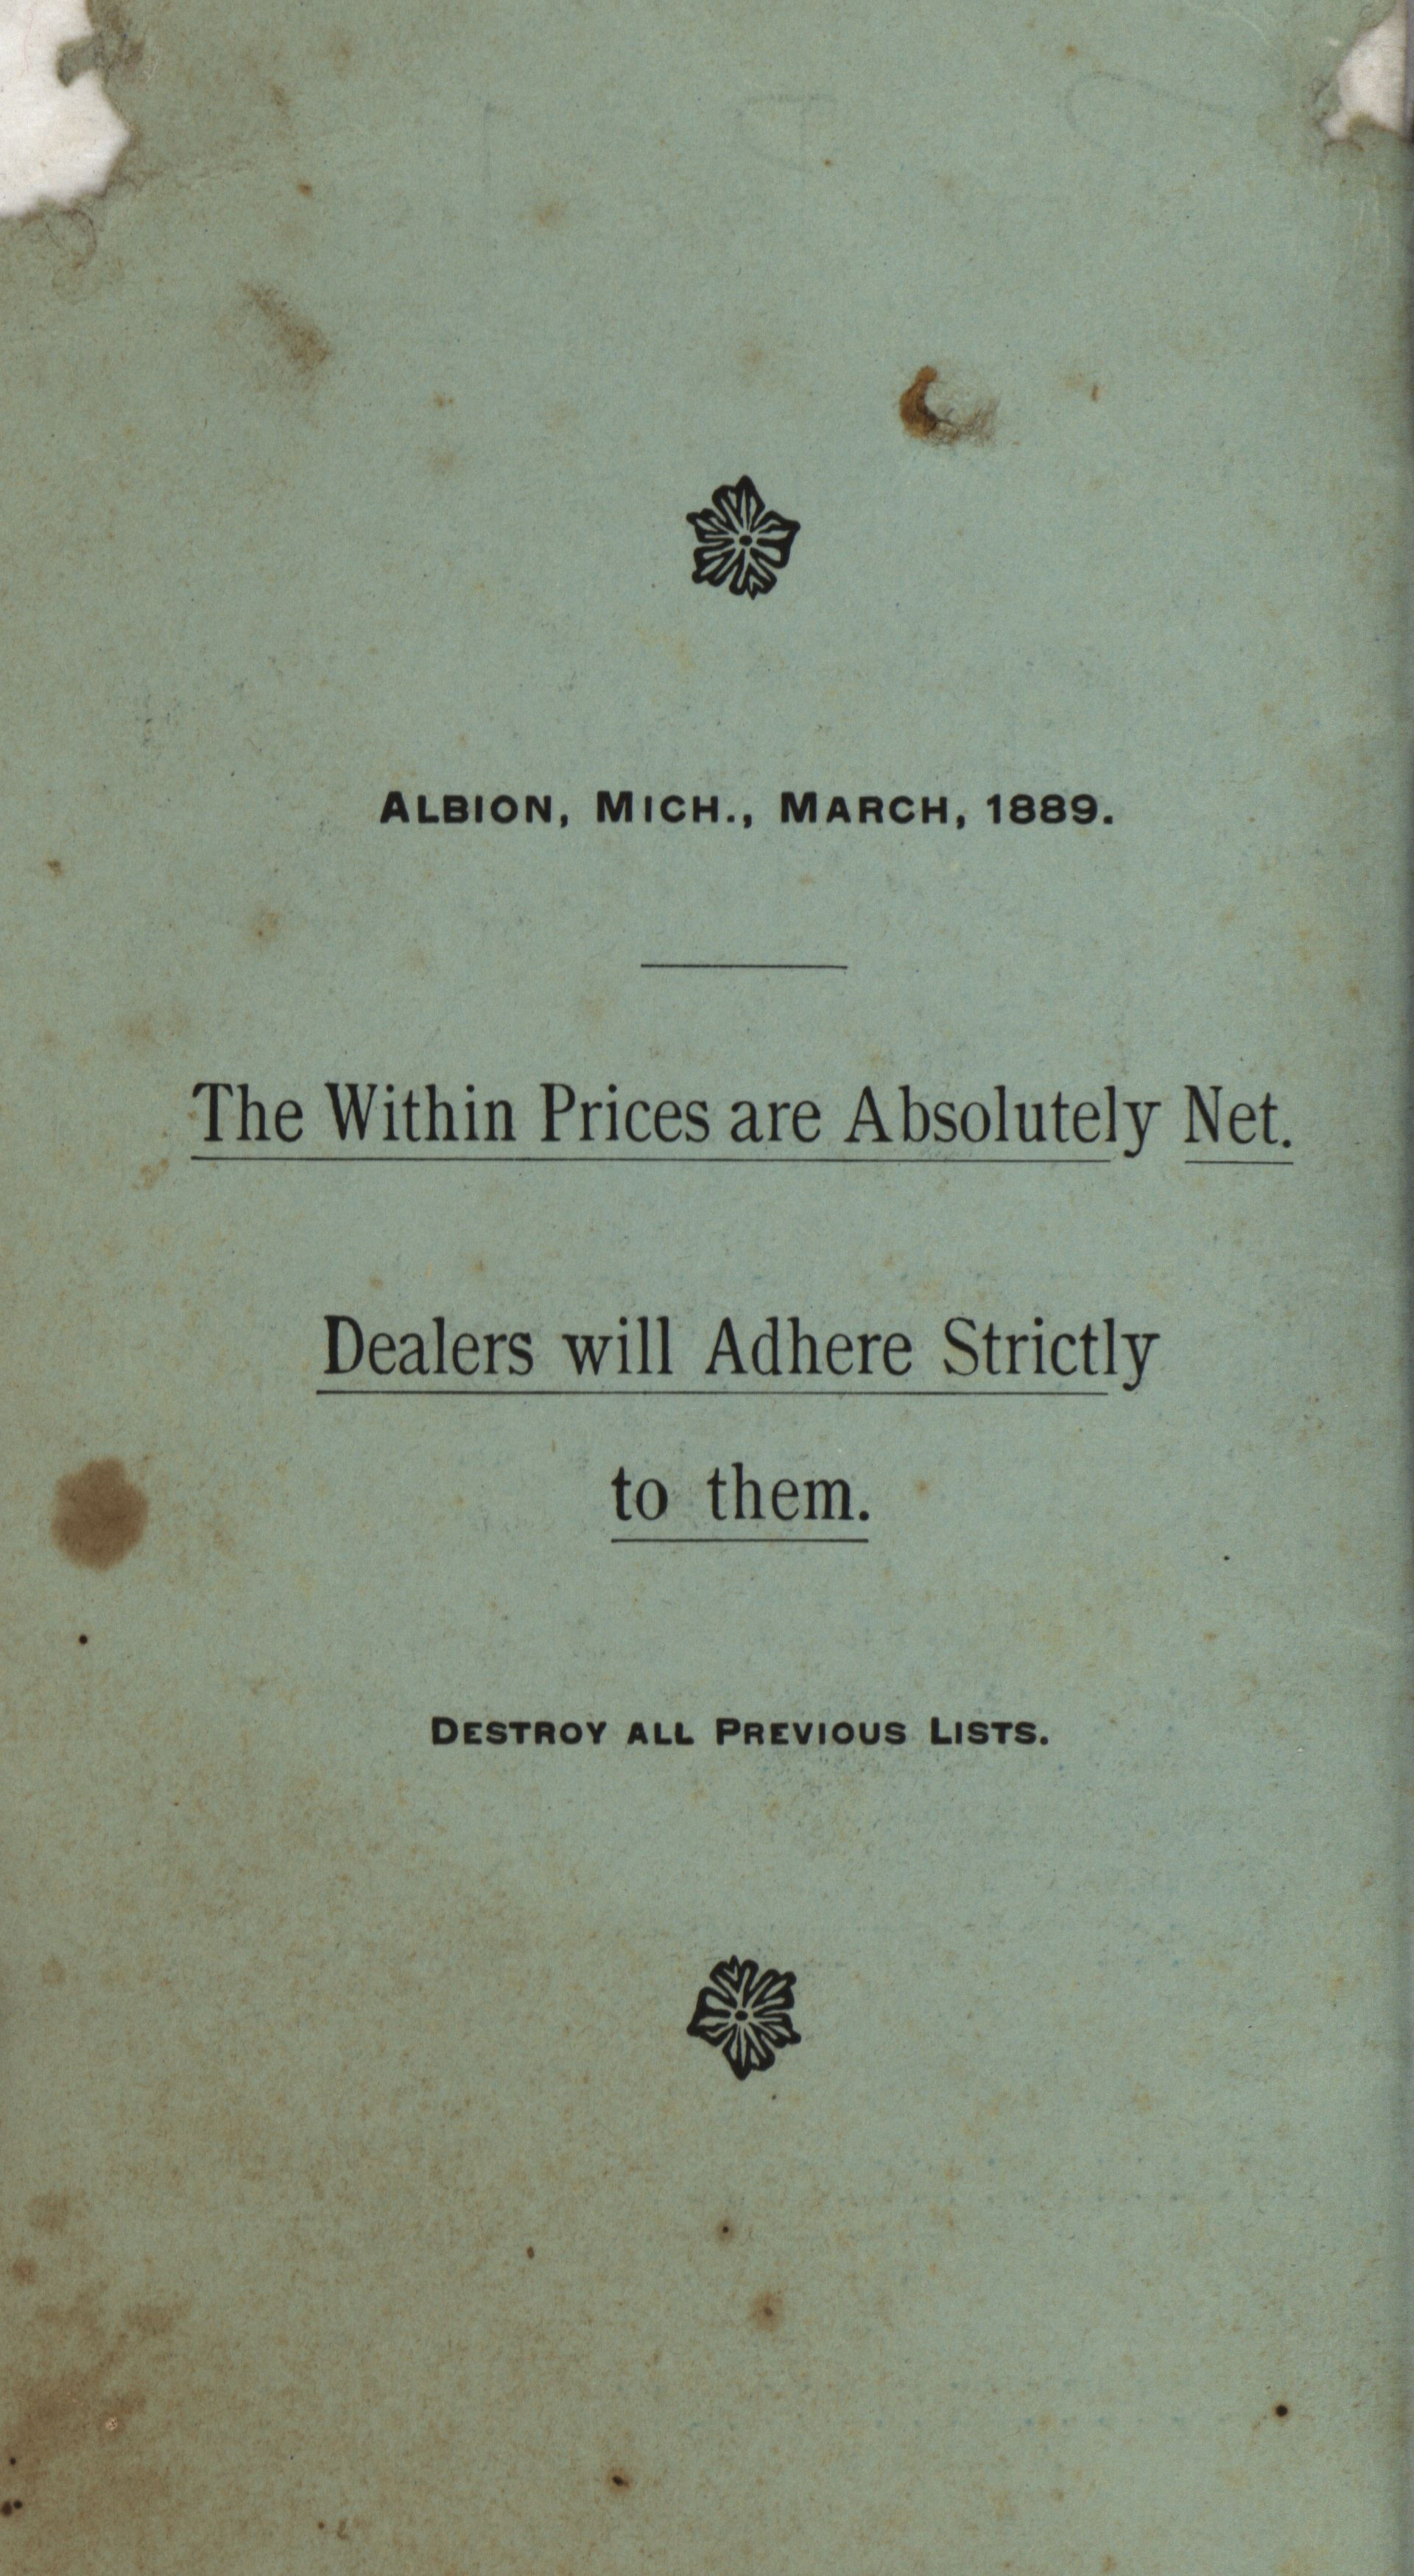 ALBION, MICH., MARCH, 1889.
The Within Prices are Absolutely Net.
Dealers will Adhere Strictly
to them.
DESTROY ALL PREVIOUS LISTS.